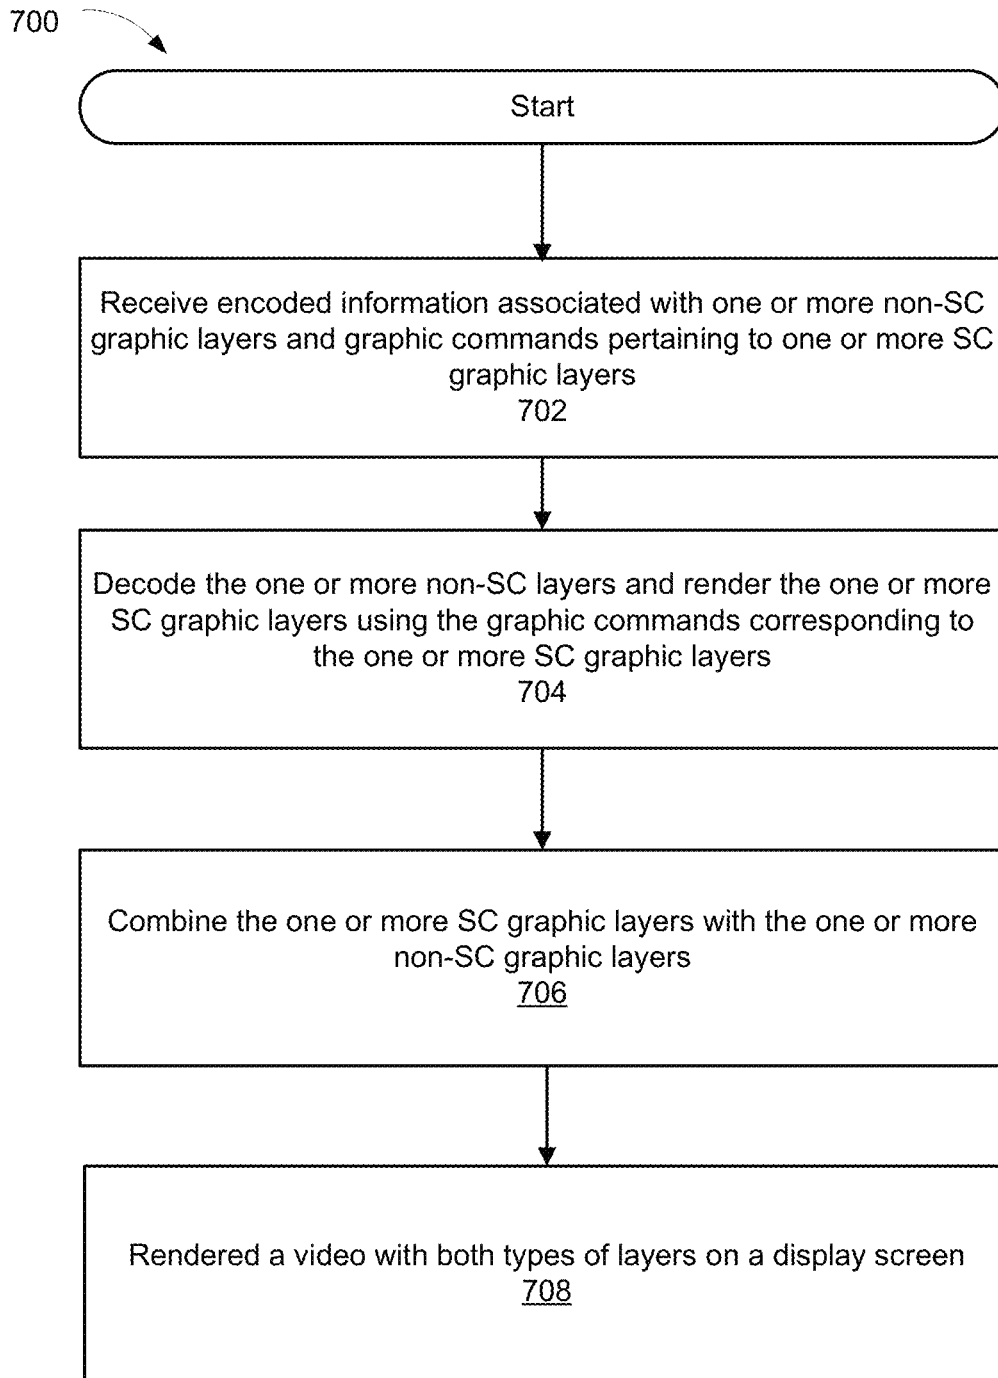 700
Start
Receive encoded information associated with one or more non-SC
graphic layers and graphic commands pertaining to one or more SC
graphic layers
702
Decode the one or more non-SC layers and render the one or more
SC graphic layers using the graphic commands corresponding to
the one or more SC graphic layers
704
Combine the one or more SC graphic layers with the one or more
non-SC graphic layers
706
Rendered a video with both types of layers on a display screen
708